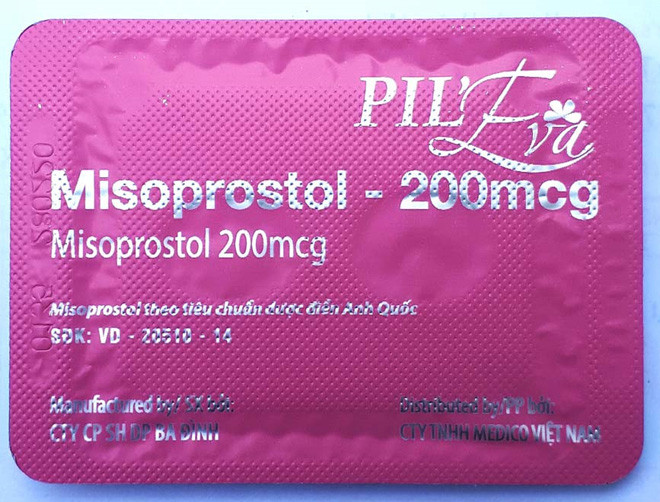 PIL'Eva
Misoprostol - 200mcg
Misoprostol 200mcg
Misoprostol theo tiêu chuẩn dược điển Anh Quốc
SĐK: VD - 20510 - 14
Manufactured by/ SX bởi:
CTY CP SH DP BA ĐÌNH
Distributed by/PP bởi:
CTY TNHH MEDICO VIỆT NAM